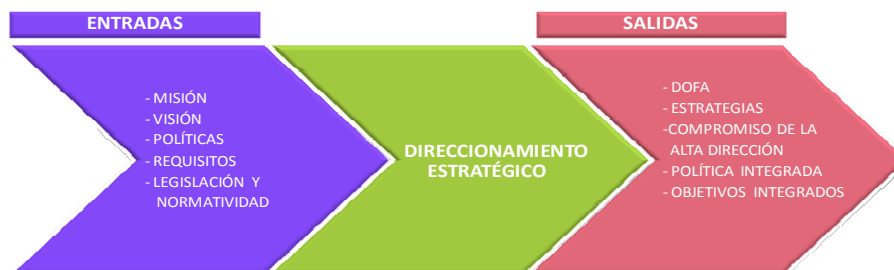 ENTRADAS
- MISIÓN
- VISIÓN
- POLÍTICAS
- REQUISITOS
- LEGISLACIÓN Y
NORMATIVIDAD
DIRECCIONAMIENTO
ESTRATÉGICO
SALIDAS
- DOFA
- ESTRATEGIAS
-COMPROMISO DE LA
ALTA DIRECCIÓN
- POLÍTICA INTEGRADA
- OBJETIVOS INTEGRADOS